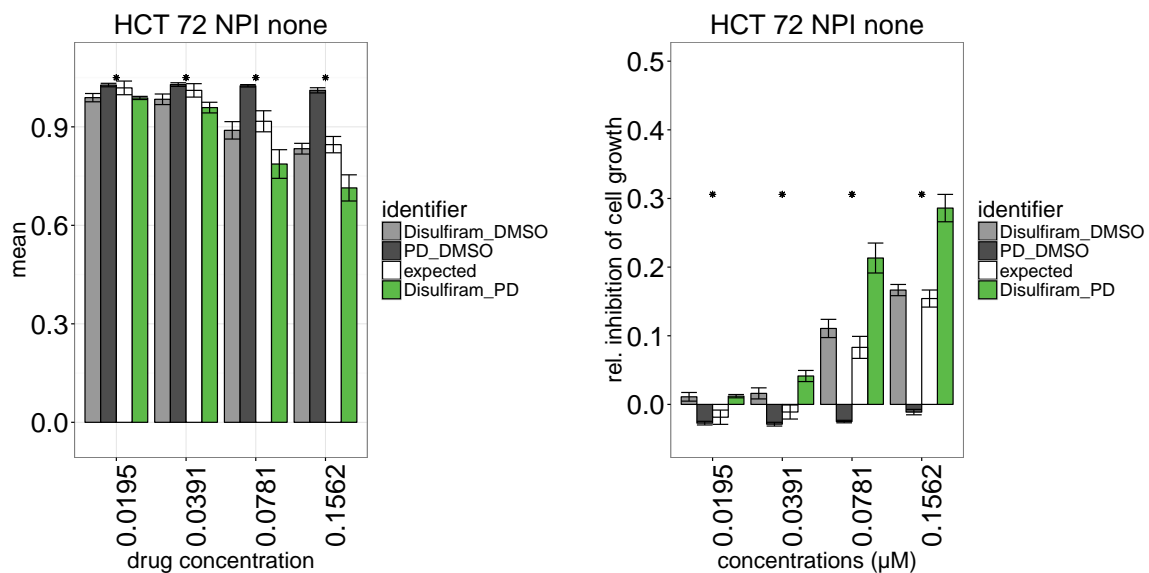 HCT 72 NPI none
mean
0.9
0.6
0.3
0.0
0.0195
0.0391
0.0781
0.1562
drug concentration
identifier
Disulfiram_DMSO
PD_DMSO
expected
Disulfiram_PD
HCT 72 NPI none
rel. inhibition of cell growth
0.5
0.4
0.3
0.2
0.1
0.0
0.0195
0.0391
0.0781
0.1562
concentrations (µM)
identifier
Disulfiram_DMSO
PD_DMSO
expected
Disulfiram_PD